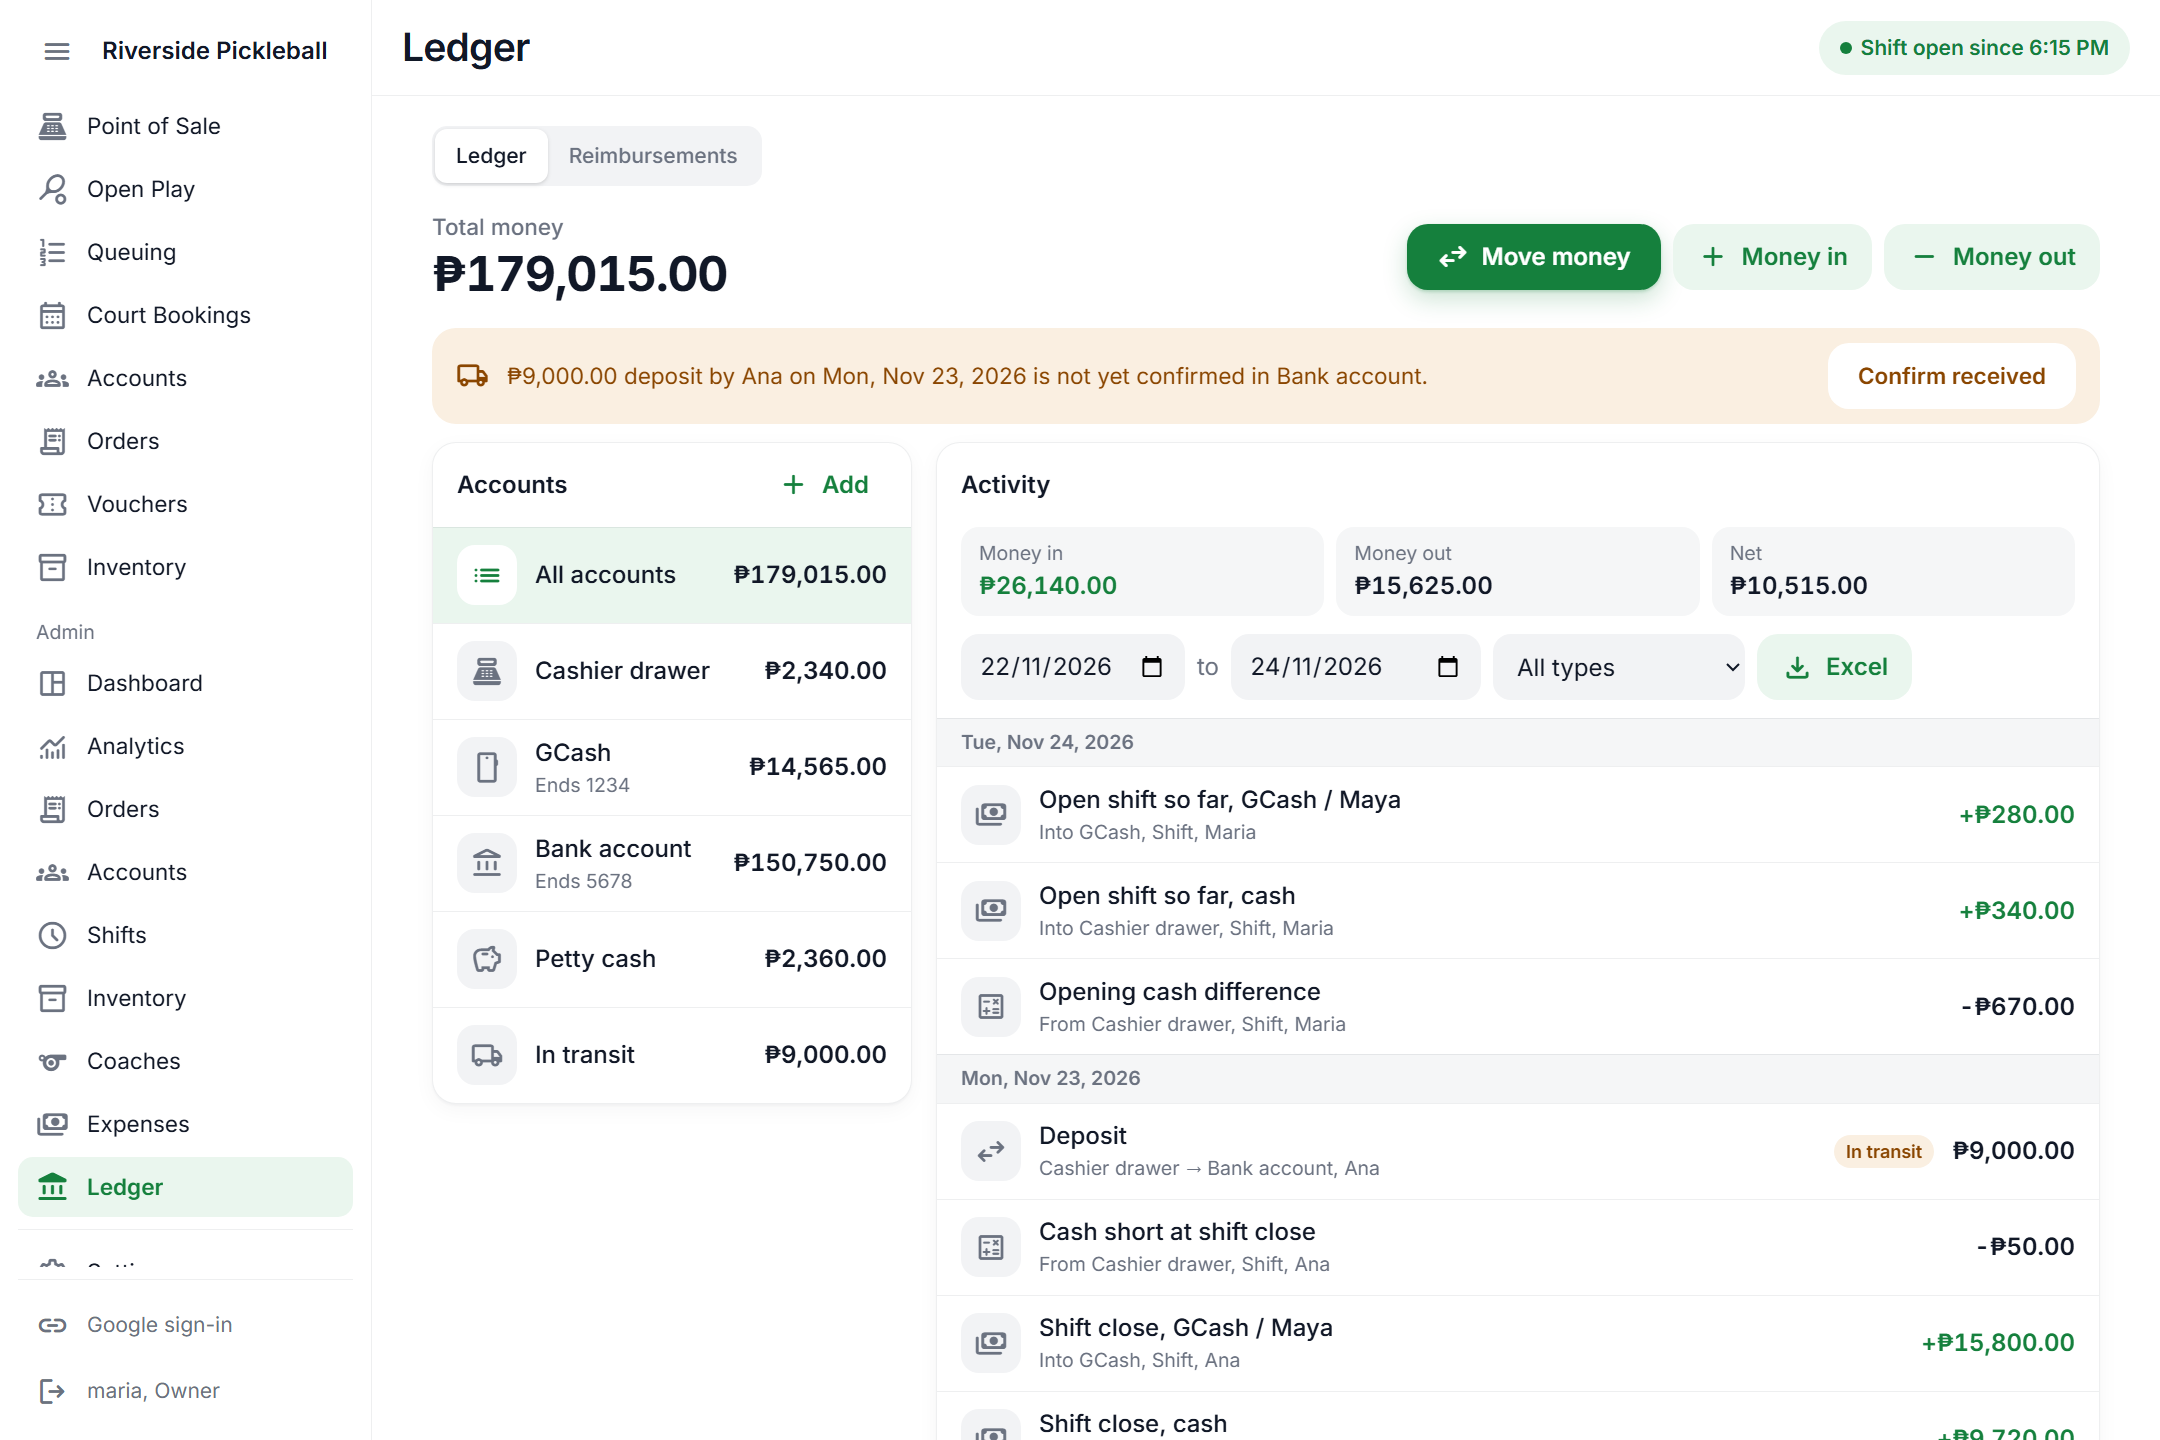 Riverside Pickleball
Point of Sale
Open Play
Queuing
Court Bookings
Accounts
Orders
Vouchers
Inventory
Admin
Dashboard
Analytics
Orders
Accounts
Shifts
Inventory
Coaches
Expenses
Ledger
Google sign-in
maria, Owner
Ledger
Shift open since 6:15 PM
Ledger
Reimbursements
Total money
₱179,015.00
Move money
Money in
Money out
₱9,000.00 deposit by Ana on Mon, Nov 23, 2026 is not yet confirmed in Bank account.
Confirm received
Accounts
+ Add
All accounts
₱179,015.00
Cashier drawer
₱2,340.00
GCash
Ends 1234
₱14,565.00
Bank account
Ends 5678
₱150,750.00
Petty cash
₱2,360.00
In transit
₱9,000.00
Activity
Money in
₱26,140.00
Money out
₱15,625.00
Net
₱10,515.00
22/11/2026
to
24/11/2026
All types
Excel
Tue, Nov 24, 2026
Open shift so far, GCash / Maya
Into GCash, Shift, Maria
+₱280.00
Open shift so far, cash
Into Cashier drawer, Shift, Maria
+₱340.00
Opening cash difference
From Cashier drawer, Shift, Maria
-₱670.00
Mon, Nov 23, 2026
Deposit
Cashier drawer → Bank account, Ana
In transit
₱9,000.00
Cash short at shift close
From Cashier drawer, Shift, Ana
-₱50.00
Shift close, GCash / Maya
Into GCash, Shift, Ana
+₱15,800.00
Shift close, cash
+₱9,720.00